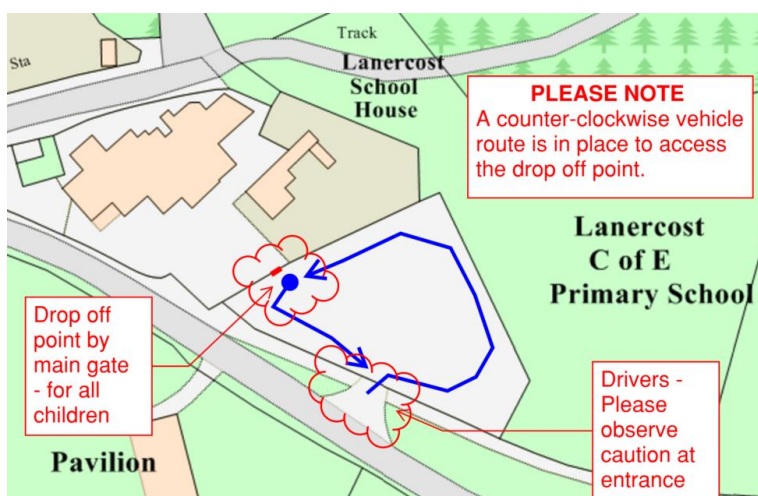 Sta
Track
Lanercost
School
House
PLEASE NOTE
A counter-clockwise vehicle
route is in place to access
the drop off point.
Lanercost
C of E
Primary School
Drop off
point by
main gate
- for all
children
Drivers -
Please
observe
caution at
entrance
Pavilion